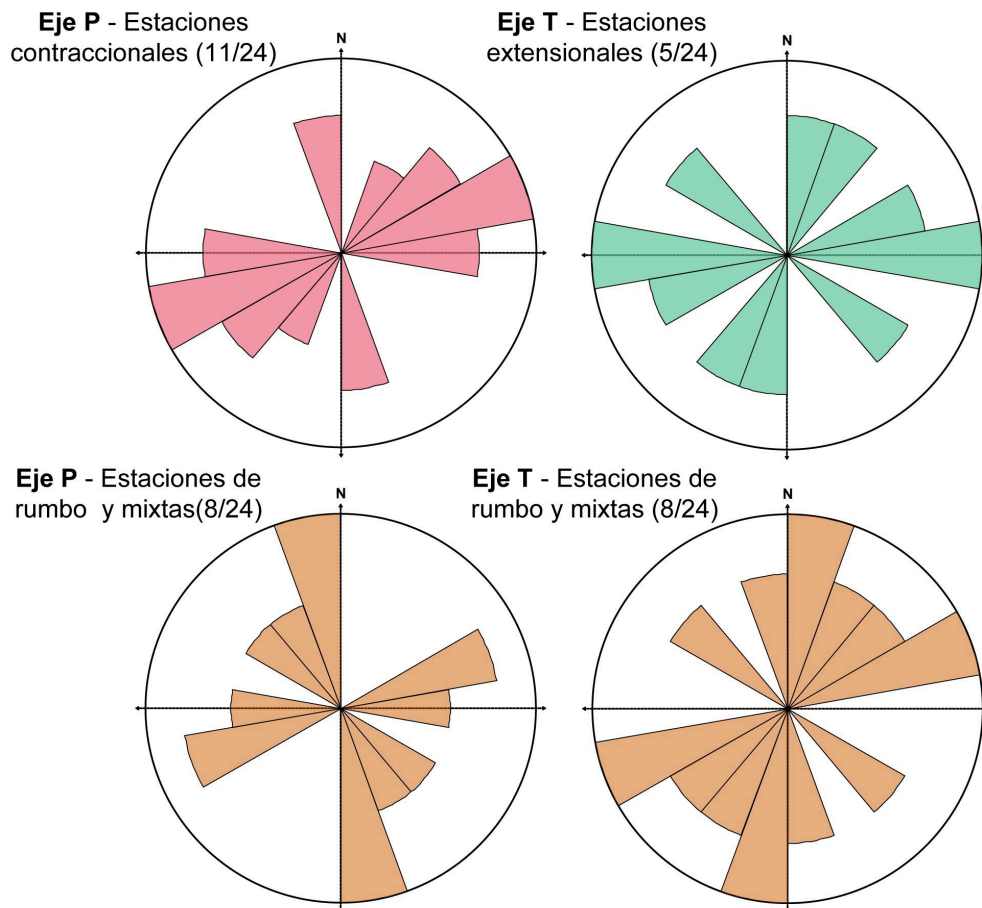 Eje P - Estaciones
contraccionales (11/24)
N
Eje T - Estaciones
extensionales (5/24)
N
Eje P - Estaciones de
rumbo y mixtas(8/24)
N
Eje T - Estaciones de
rumbo y mixtas (8/24)
N